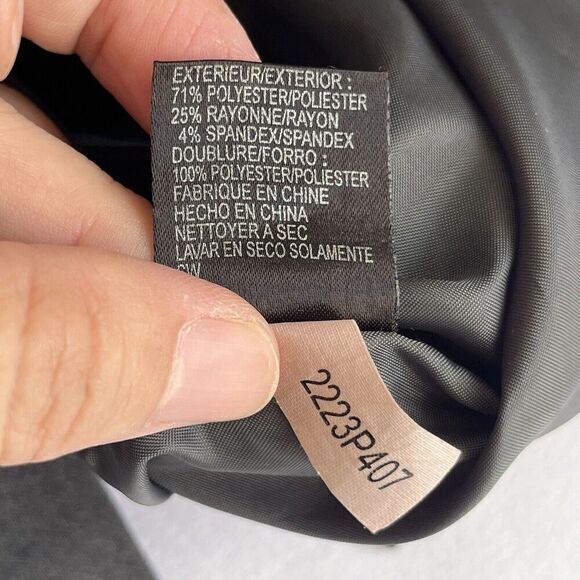 EXTERIEUR/EXTERIOR :
71% POLYESTER/POLIESTER
25% RAYONNE/RAYON
4% SPANDEX/SPANDEX
DOUBLURE/FORRO :
100% POLYESTER/POLIESTER
FABRIQUE EN CHINE
HECHO EN CHINA
NETTOYER A SEC
LAVAR EN SECO SOLAMENTE
2223P407